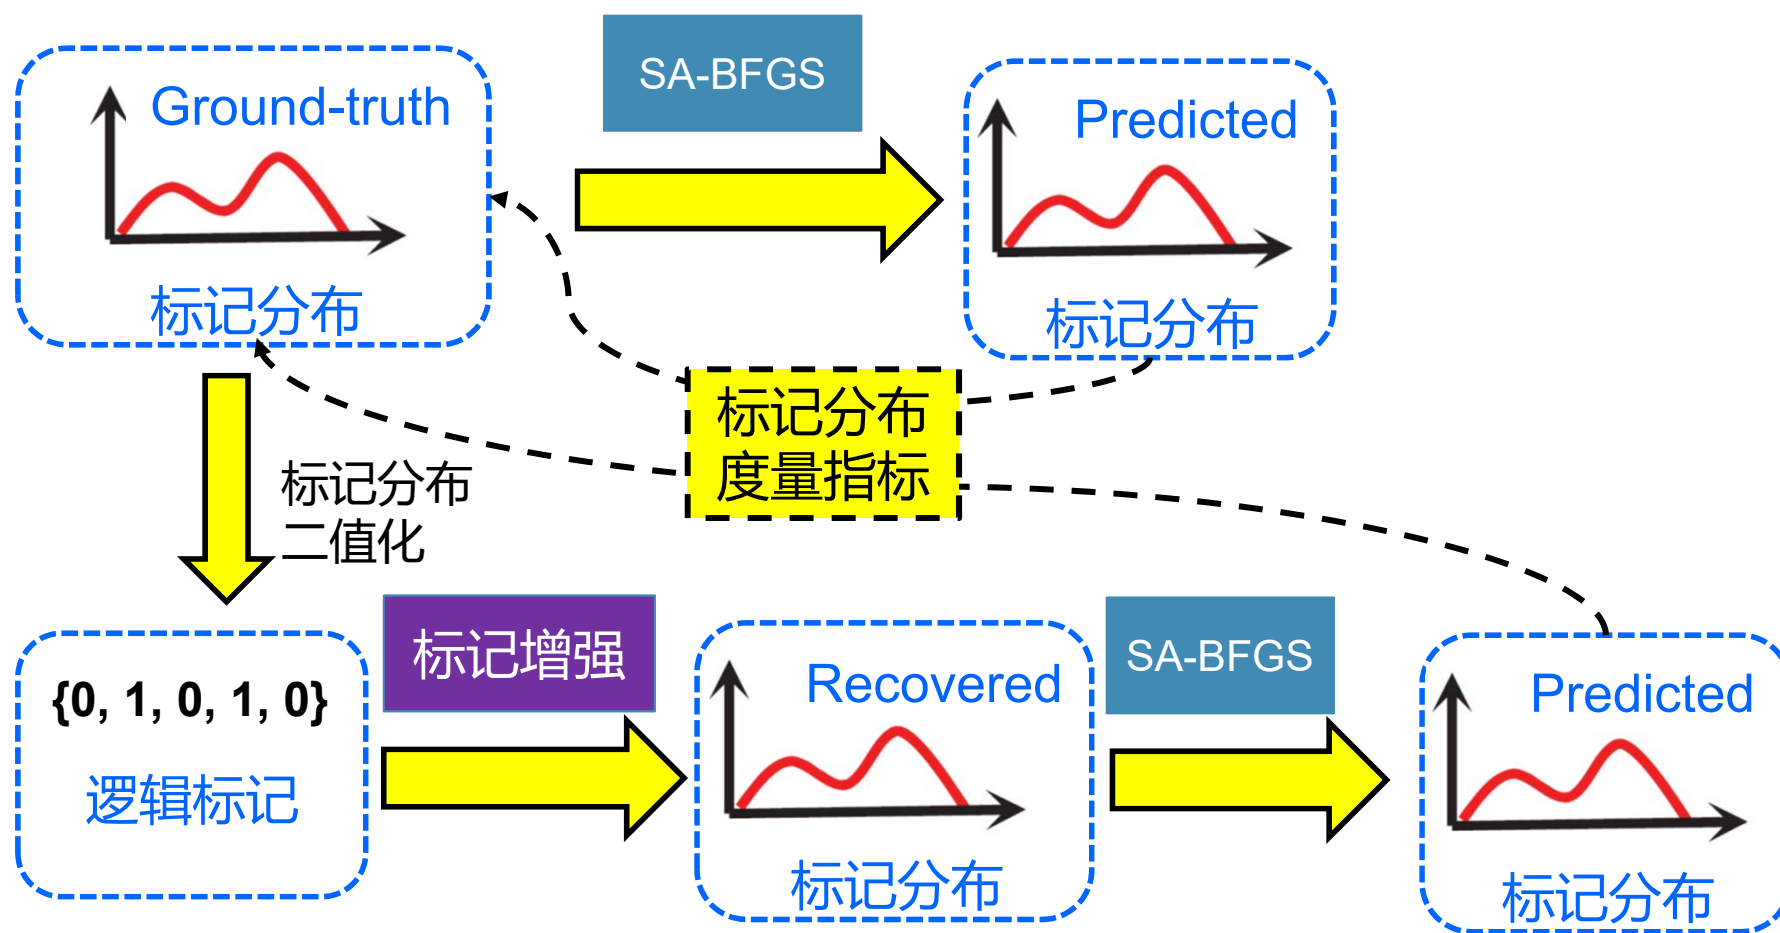 SA-BFGS
Ground-truth
标记分布
Predicted
标记分布
标记分布
度量指标
标记分布
二值化
{0, 1, 0, 1, 0}
逻辑标记
标记增强
Recovered
标记分布
SA-BFGS
Predicted
标记分布